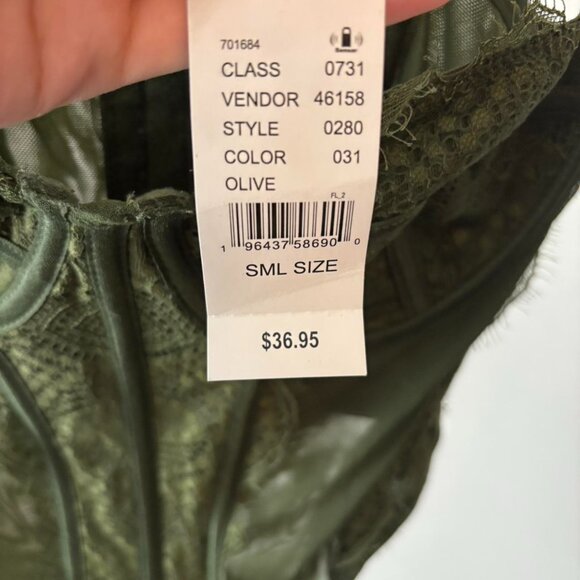 701684
Sensor
CLASS 0731
VENDOR 46158
STYLE 0280
COLOR 031
OLIVE
FL_2
1 96437 58690 0
SML SIZE
$36.95